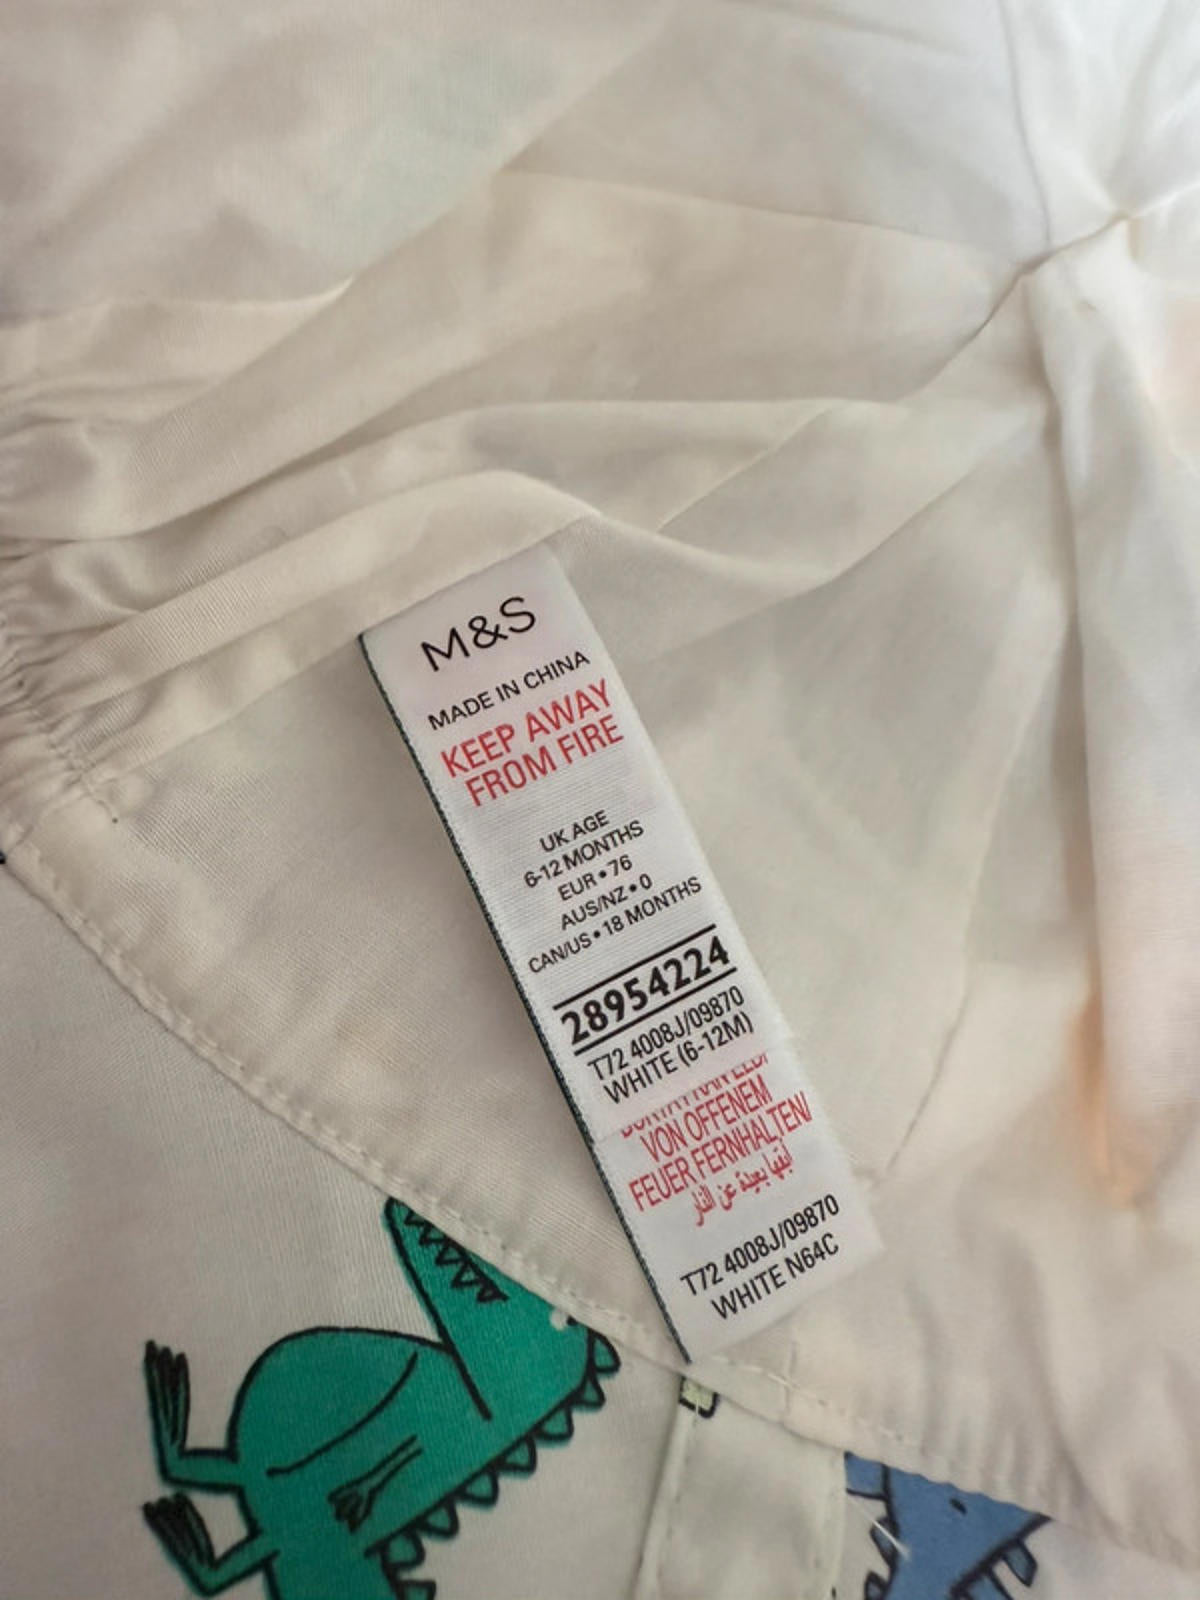 M&S
MADE IN CHINA
KEEP AWAY
FROM FIRE
UK AGE
6-12 MONTHS
EUR • 76
AUS/NZ • 0
CAN/US • 18 MONTHS
28954224
T72 4008J/09870
WHITE (6-12M)
VON OFFENEM
FEUER FERNHALTEN/
أبقها بعيدة عن النار
T72 4008J/09870
WHITE N64C